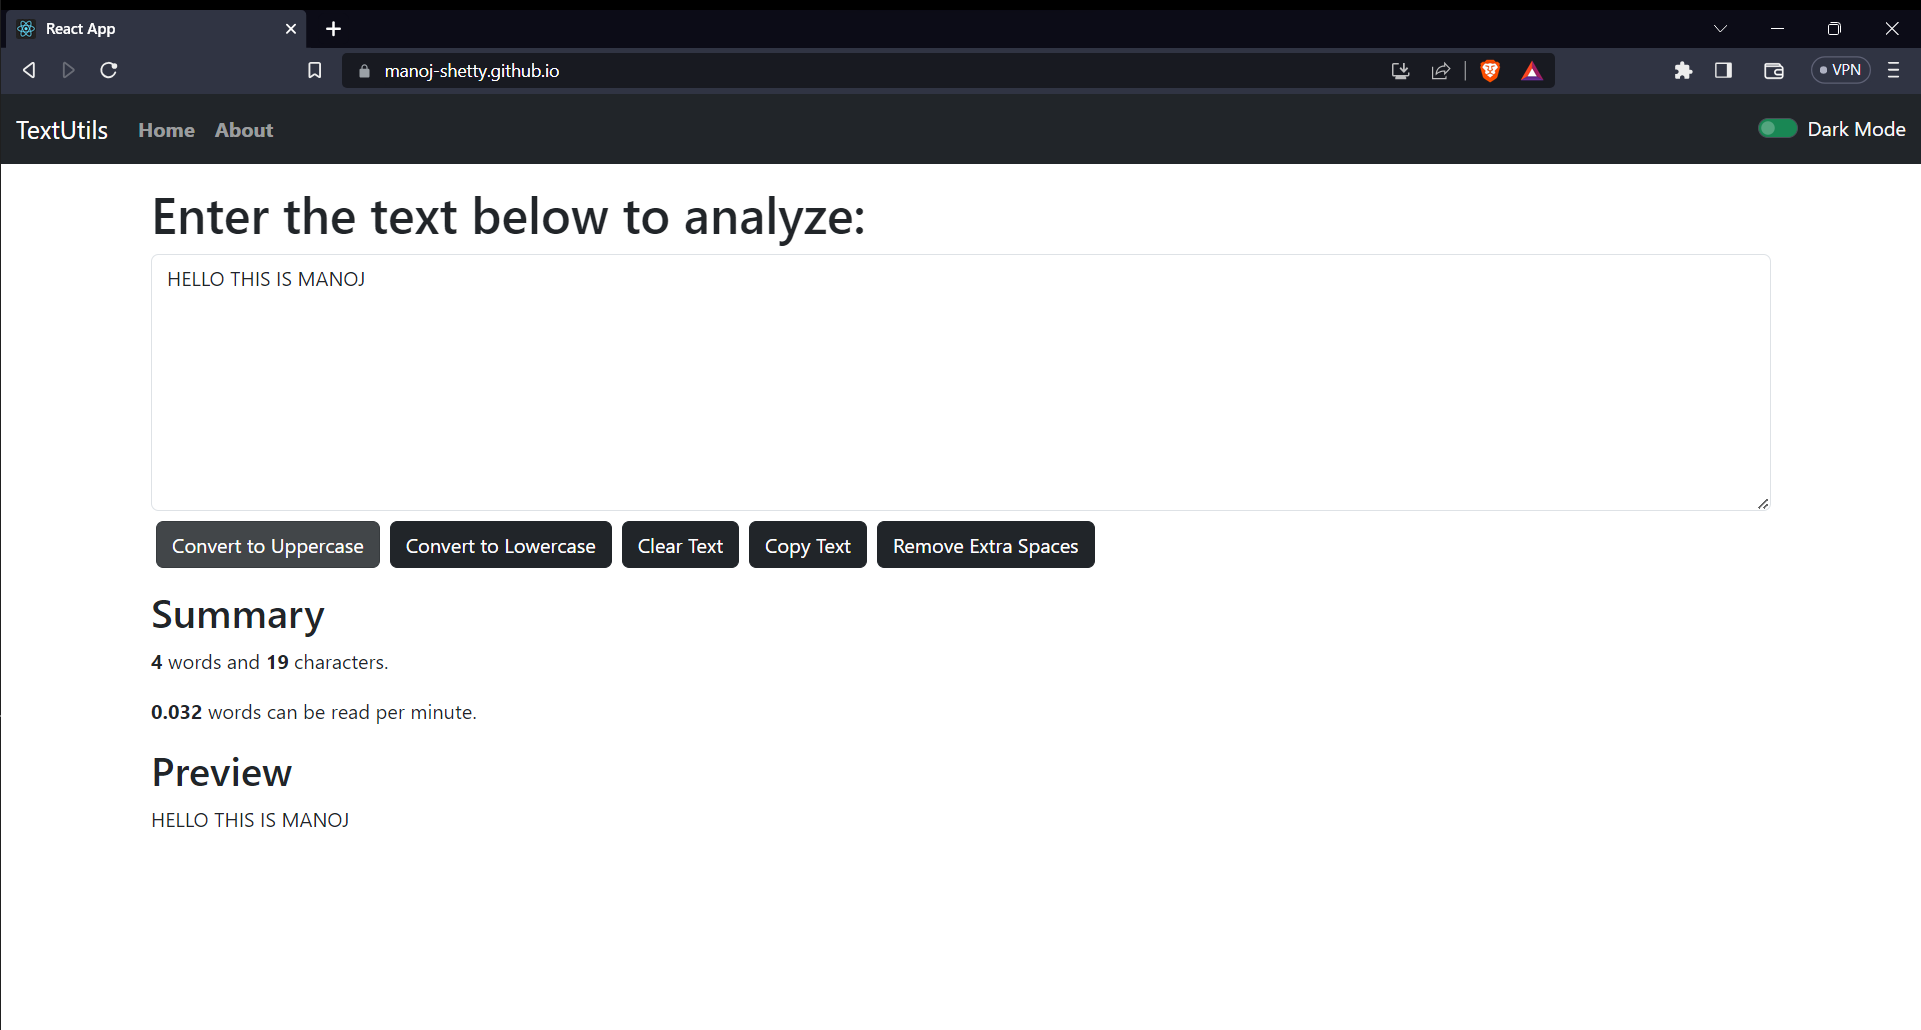 React App
manoj-shetty.github.io
VPN
TextUtils Home About Dark Mode
Enter the text below to analyze:
HELLO THIS IS MANOJ
Convert to Uppercase Convert to Lowercase Clear Text Copy Text Remove Extra Spaces
Summary
4 words and 19 characters.
0.032 words can be read per minute.
Preview
HELLO THIS IS MANOJ